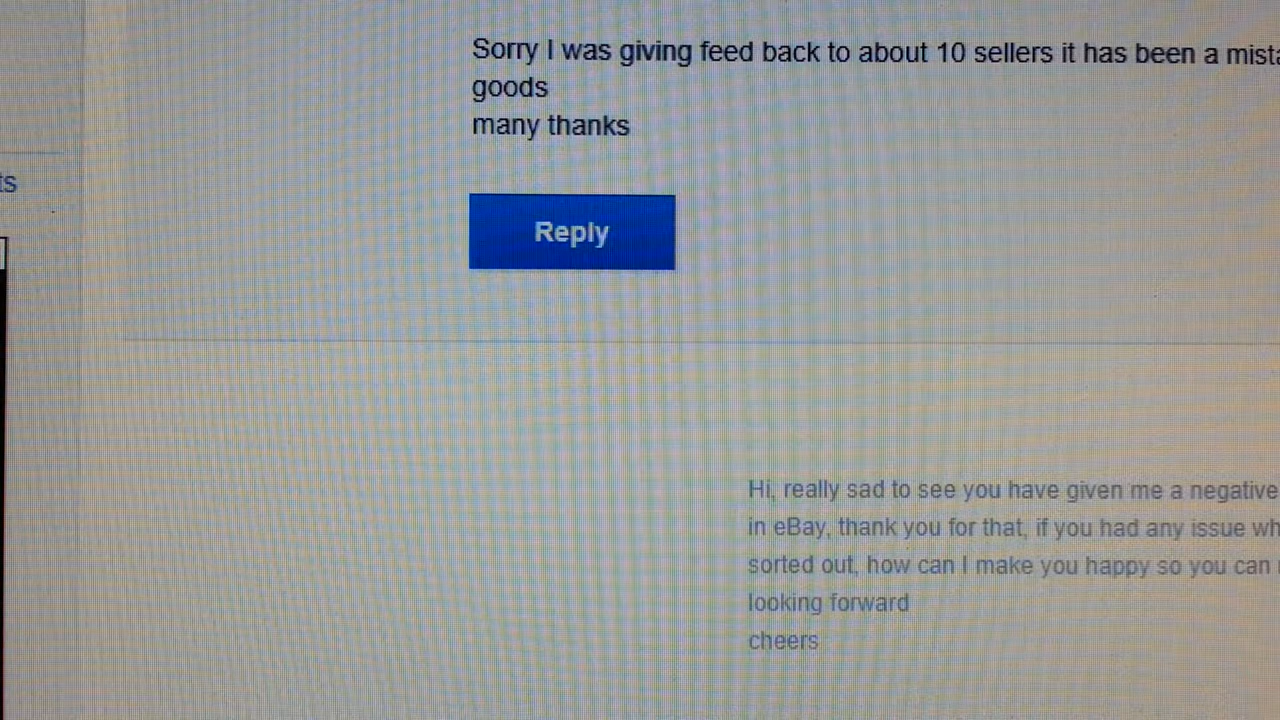 Sorry I was giving feed back to about 10 sellers it has been a
goods
many thanks
ts
Reply
Hi, really sad to see you have given me a negative
in eBay, thank you for that, if you had any issue
sorted out, how can I make you happy so you can
looking forward
cheers